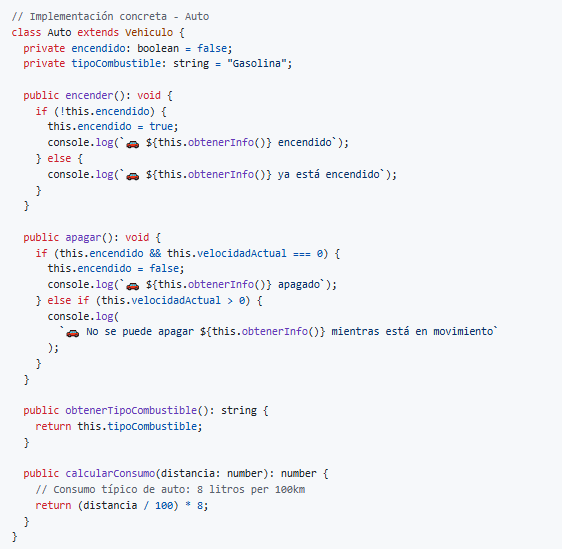 // Implementación concreta - Auto
class Auto extends Vehiculo {
  private encendido: boolean = false;
  private tipoCombustible: string = "Gasolina";

  public encender(): void {
    if (!this.encendido) {
      this.encendido = true;
      console.log(`🚗 ${this.obtenerInfo()} encendido`);
    } else {
      console.log(`🚗 ${this.obtenerInfo()} ya está encendido`);
    }
  }

  public apagar(): void {
    if (this.encendido && this.velocidadActual === 0) {
      this.encendido = false;
      console.log(`🚗 ${this.obtenerInfo()} apagado`);
    } else if (this.velocidadActual > 0) {
      console.log(
        `🚗 No se puede apagar ${this.obtenerInfo()} mientras está en movimiento`
      );
    }
  }

  public obtenerTipoCombustible(): string {
    return this.tipoCombustible;
  }

  public calcularConsumo(distancia: number): number {
    // Consumo típico de auto: 8 litros per 100km
    return (distancia / 100) * 8;
  }
}